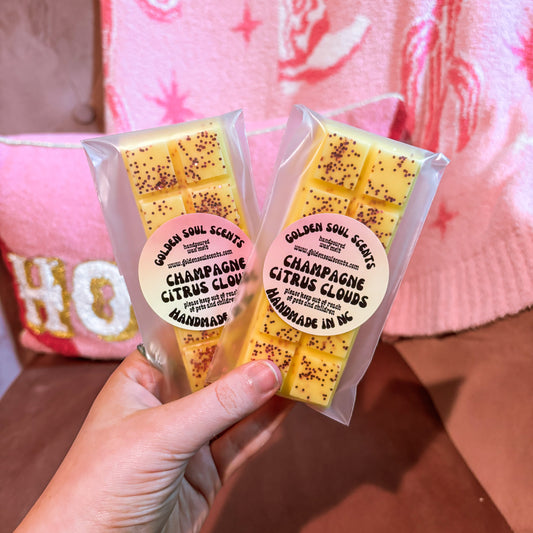 GOLDEN SOUL SCENTS
handpoured
wax melt
www.goldensoulscents.com
CHAMPAGNE
CITRUS CLOUDS
please keep out of reach
of pets and children
HANDMADE
GOLDEN SOUL SCENTS
handpoured
wax melt
www.goldensoulscents.com
CHAMPAGNE
CITRUS CLOUDS
please keep out of reach
of pets and children
HANDMADE IN NC
HO